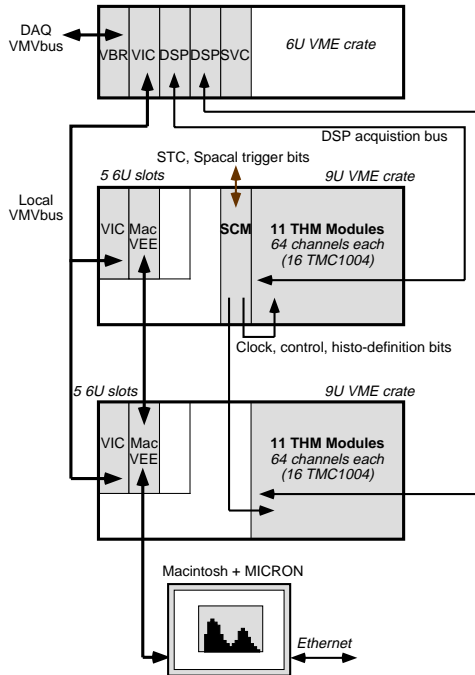 DAQ
VMVbus
VBR VIC DSP DSP SVC
6U VME crate
DSP acquistion bus
STC, Spacal trigger bits
5 6U slots
9U VME crate
Local
VMVbus
VIC Mac
VEE
SCM
11 THM Modules
64 channels each
(16 TMC1004)
Clock, control, histo-definition bits
5 6U slots
9U VME crate
VIC Mac
VEE
11 THM Modules
64 channels each
(16 TMC1004)
Macintosh + MICRON
Ethernet